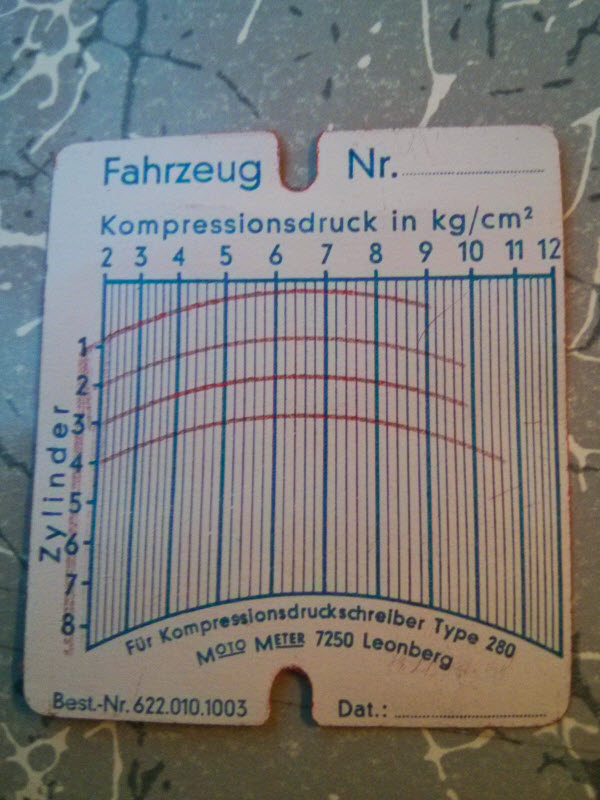 Fahrzeug Nr.
Kompressionsdruck in kg/cm²
2 3 4 5 6 7 8 9 10 11 12
Zylinder
1
2
3
4
5
6
7
8
Für Kompressionsdruckschreiber Type 280
MOTO METER 7250 Leonberg
Best.-Nr. 622.010.1003 Dat.: